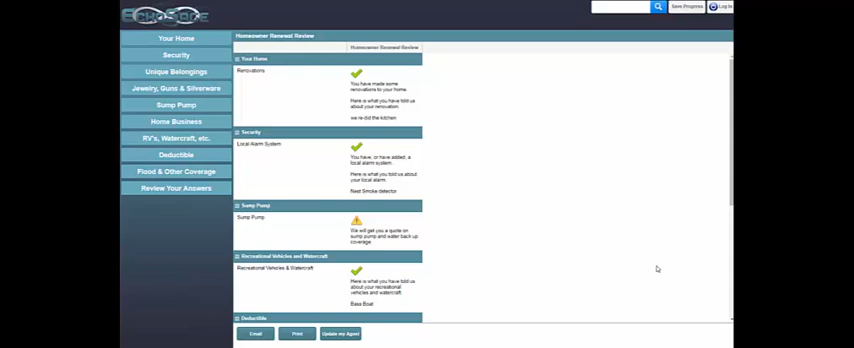 EchoSage
Save Progress
Log In
Your Home
Security
Unique Belongings
Jewelry, Guns & Silverware
Sump Pump
Home Business
RV's, Watercraft, etc.
Deductible
Flood & Other Coverage
Review Your Answers
Homeowner Renewal Review
Homeowner Renewal Review
Your Home
Renovations
You have made some
renovations to your home.
Here is what you have told us
about your renovation.
we re-did the kitchen
Security
Local Alarm System
You have, or have added, a
local alarm system.
Here is what you told us about
your local alarm.
Nest Smoke detector
Sump Pump
Sump Pump
We will get you a quote on
sump pump and water back up
coverage
Recreational Vehicles and Watercraft
Recreational Vehicles & Watercraft
Here is what you have told us
about your recreational
vehicles and watercraft.
Bass Boat
Deductible
Email
Print
Update my Agent